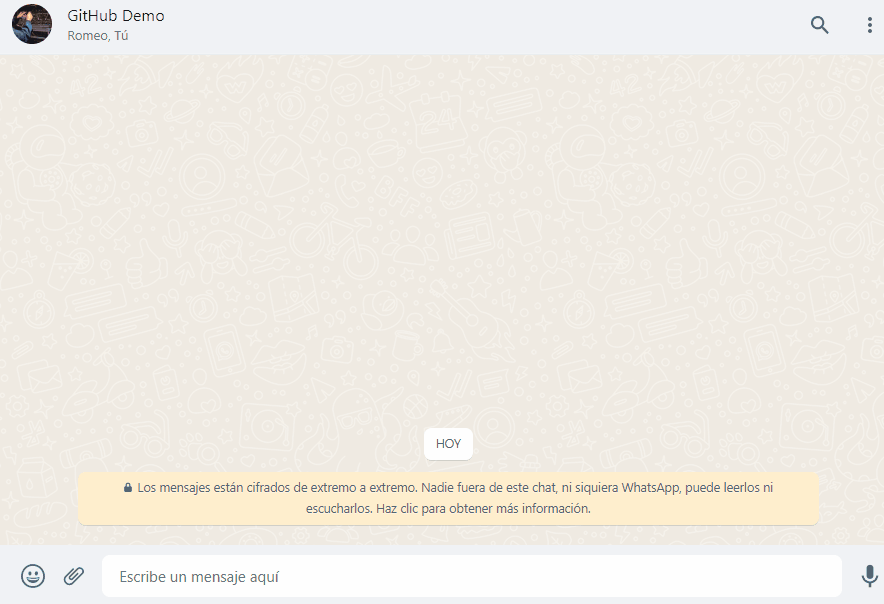 GitHub Demo
Romeo, Tú
HOY
Los mensajes están cifrados de extremo a extremo. Nadie fuera de este chat, ni siquiera WhatsApp, puede leerlos ni
escucharlos. Haz clic para obtener más información.
Escribe un mensaje aquí